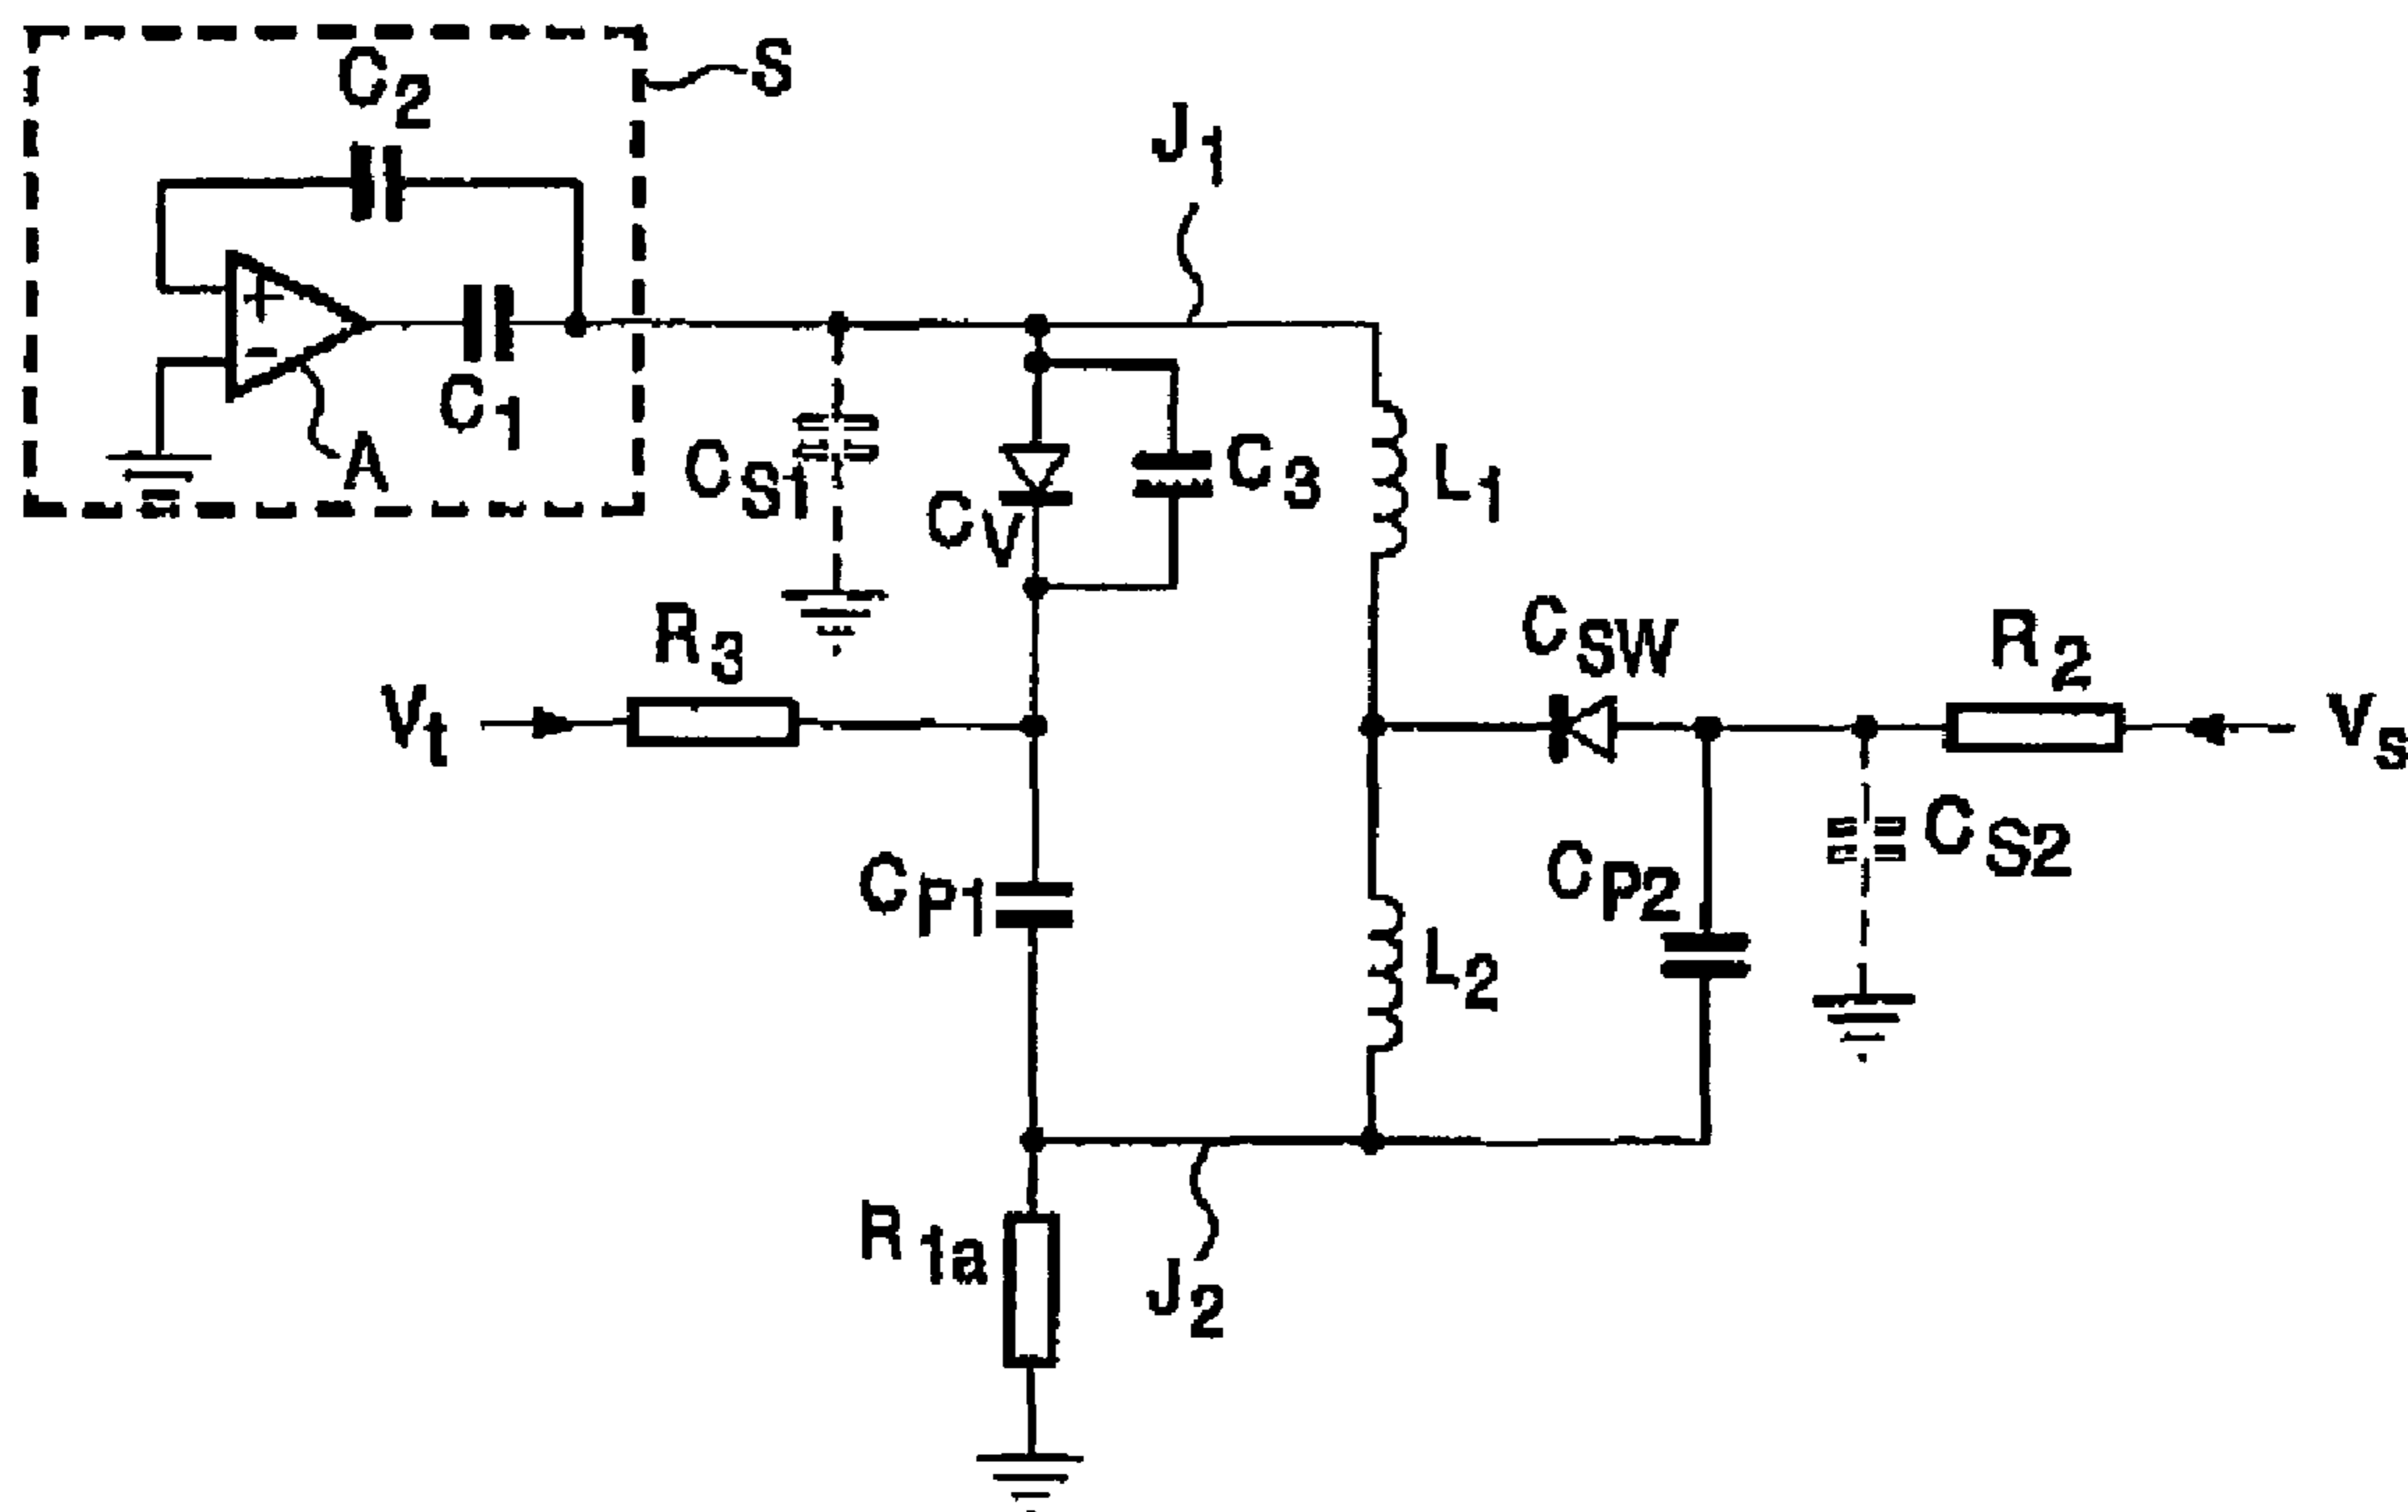 C2
S
J1
+
-
C1
A
CS1
CV
C3
L1
R3
Vt
CSW
R2
Vs
CP1
CP2
CS2
L2
R1a
J2